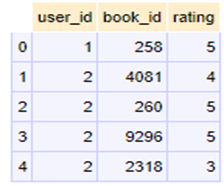 user_id book_id rating
0 1 258 5
1 2 4081 4
2 2 260 5
3 2 9296 5
4 2 2318 3